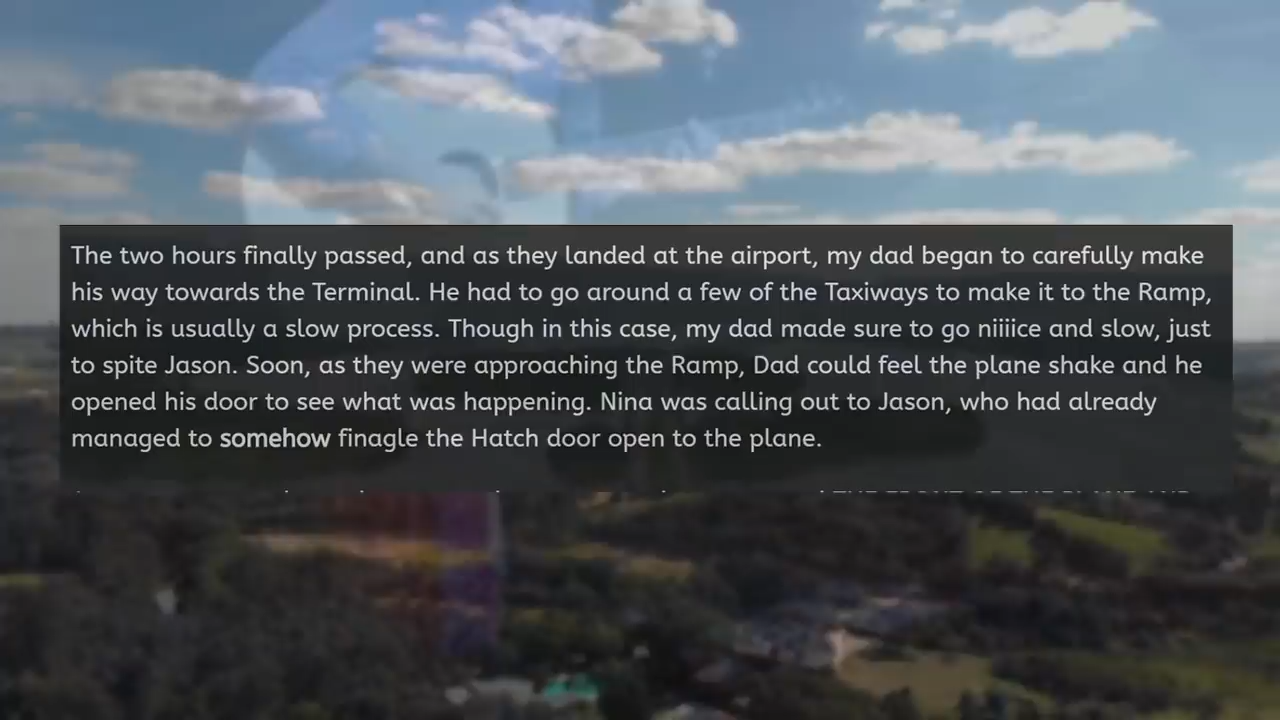 The two hours finally passed, and as they landed at the airport, my dad began to carefully make
his way towards the Terminal. He had to go around a few of the Taxiways to make it to the Ramp,
which is usually a slow process. Though in this case, my dad made sure to go niiiice and slow, just
to spite Jason. Soon, as they were approaching the Ramp, Dad could feel the plane shake and he
opened his door to see what was happening. Nina was calling out to Jason, who had already
managed to somehow finagle the Hatch door open to the plane.